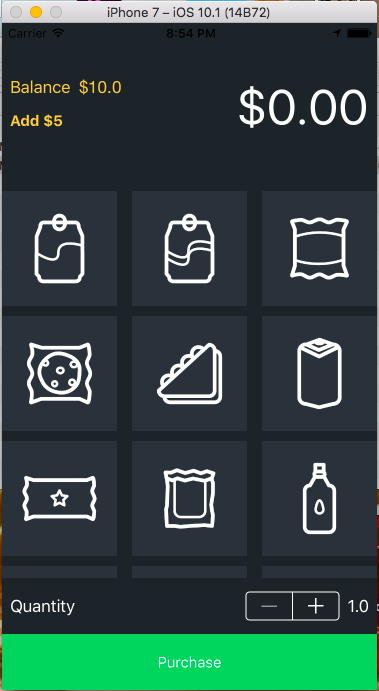 iPhone 7 – iOS 10.1 (14B72)
Carrier 8:54 PM
Balance $10.0
$0.00
Add $5
Quantity
1.0
Purchase